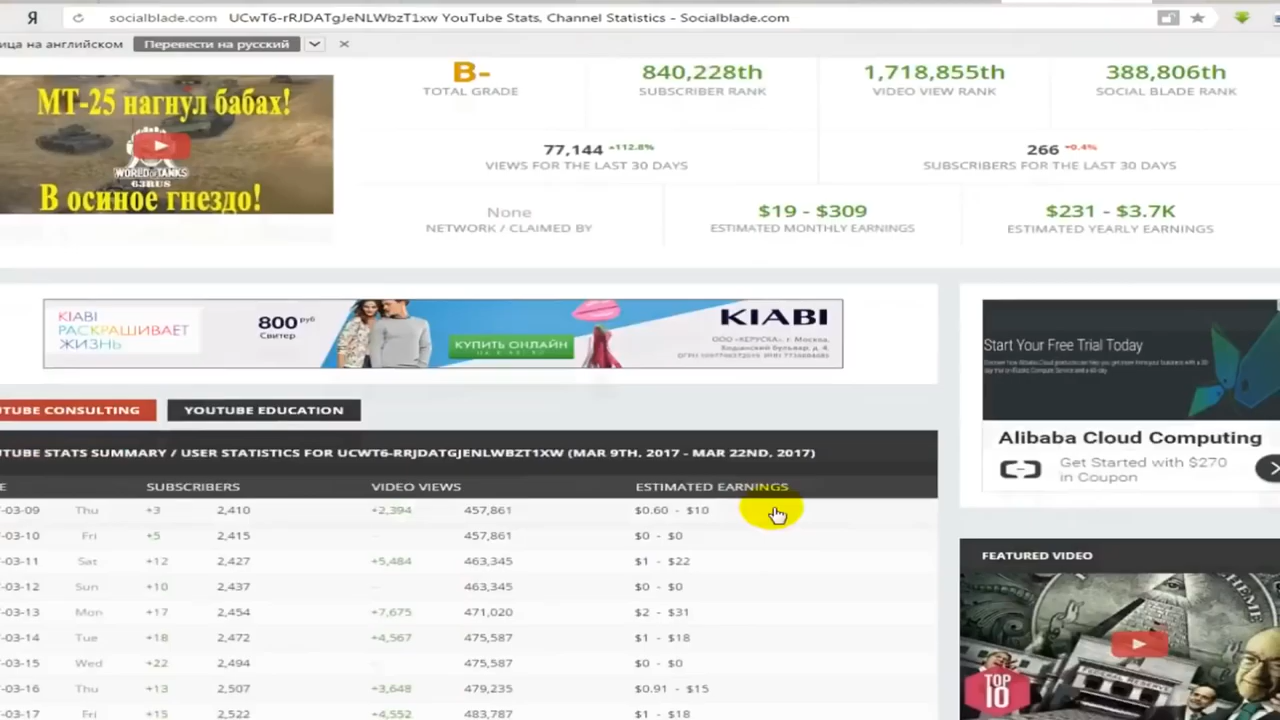 Я socialblade.com UCwT6-rRJDATgJeNLWbzT1xw YouTube Stats, Channel Statistics - Socialblade.com
ица на английском Перевести на русский
МТ-25 нагнул бабах!
WORLD OF TANKS
63RUS
В осиное гнездо!
B-
TOTAL GRADE
840,228th
SUBSCRIBER RANK
1,718,855th
VIDEO VIEW RANK
388,806th
SOCIAL BLADE RANK
77,144 +112.8%
VIEWS FOR THE LAST 30 DAYS
266 -0.4%
SUBSCRIBERS FOR THE LAST 30 DAYS
None
NETWORK / CLAIMED BY
$19 - $309
ESTIMATED MONTHLY EARNINGS
$231 - $3.7K
ESTIMATED YEARLY EARNINGS
KIABI
РАСКРАШИВАЕТ
ЖИЗНЬ
800 руб
Свитер
КУПИТЬ ОНЛАЙН
KIABI
Start Your Free Trial Today
Alibaba Cloud Computing
Get Started with $270
in Coupon
UTUBE CONSULTING YOUTUBE EDUCATION
UTUBE STATS SUMMARY / USER STATISTICS FOR UCWT6-RRJDATGJENLWBZT1XW (MAR 9TH, 2017 - MAR 22ND, 2017)
E SUBSCRIBERS VIDEO VIEWS ESTIMATED EARNINGS
-03-09 Thu +3 2,410 +2,394 457,861 $0.60 - $10
-03-10 Fri +5 2,415 -- 457,861 $0 - $0
-03-11 Sat +12 2,427 +5,484 463,345 $1 - $22
-03-12 Sun +10 2,437 -- 463,345 $0 - $0
-03-13 Mon +17 2,454 +7,675 471,020 $2 - $31
-03-14 Tue +18 2,472 +4,567 475,587 $1 - $18
-03-15 Wed +22 2,494 -- 475,587 $0 - $0
-03-16 Thu +13 2,507 +3,648 479,235 $0.91 - $15
-03-17 Fri +15 2,522 +4,552 483,787 $1 - $18
FEATURED VIDEO
HEME
FEDERAL RESERVE
TOP
10